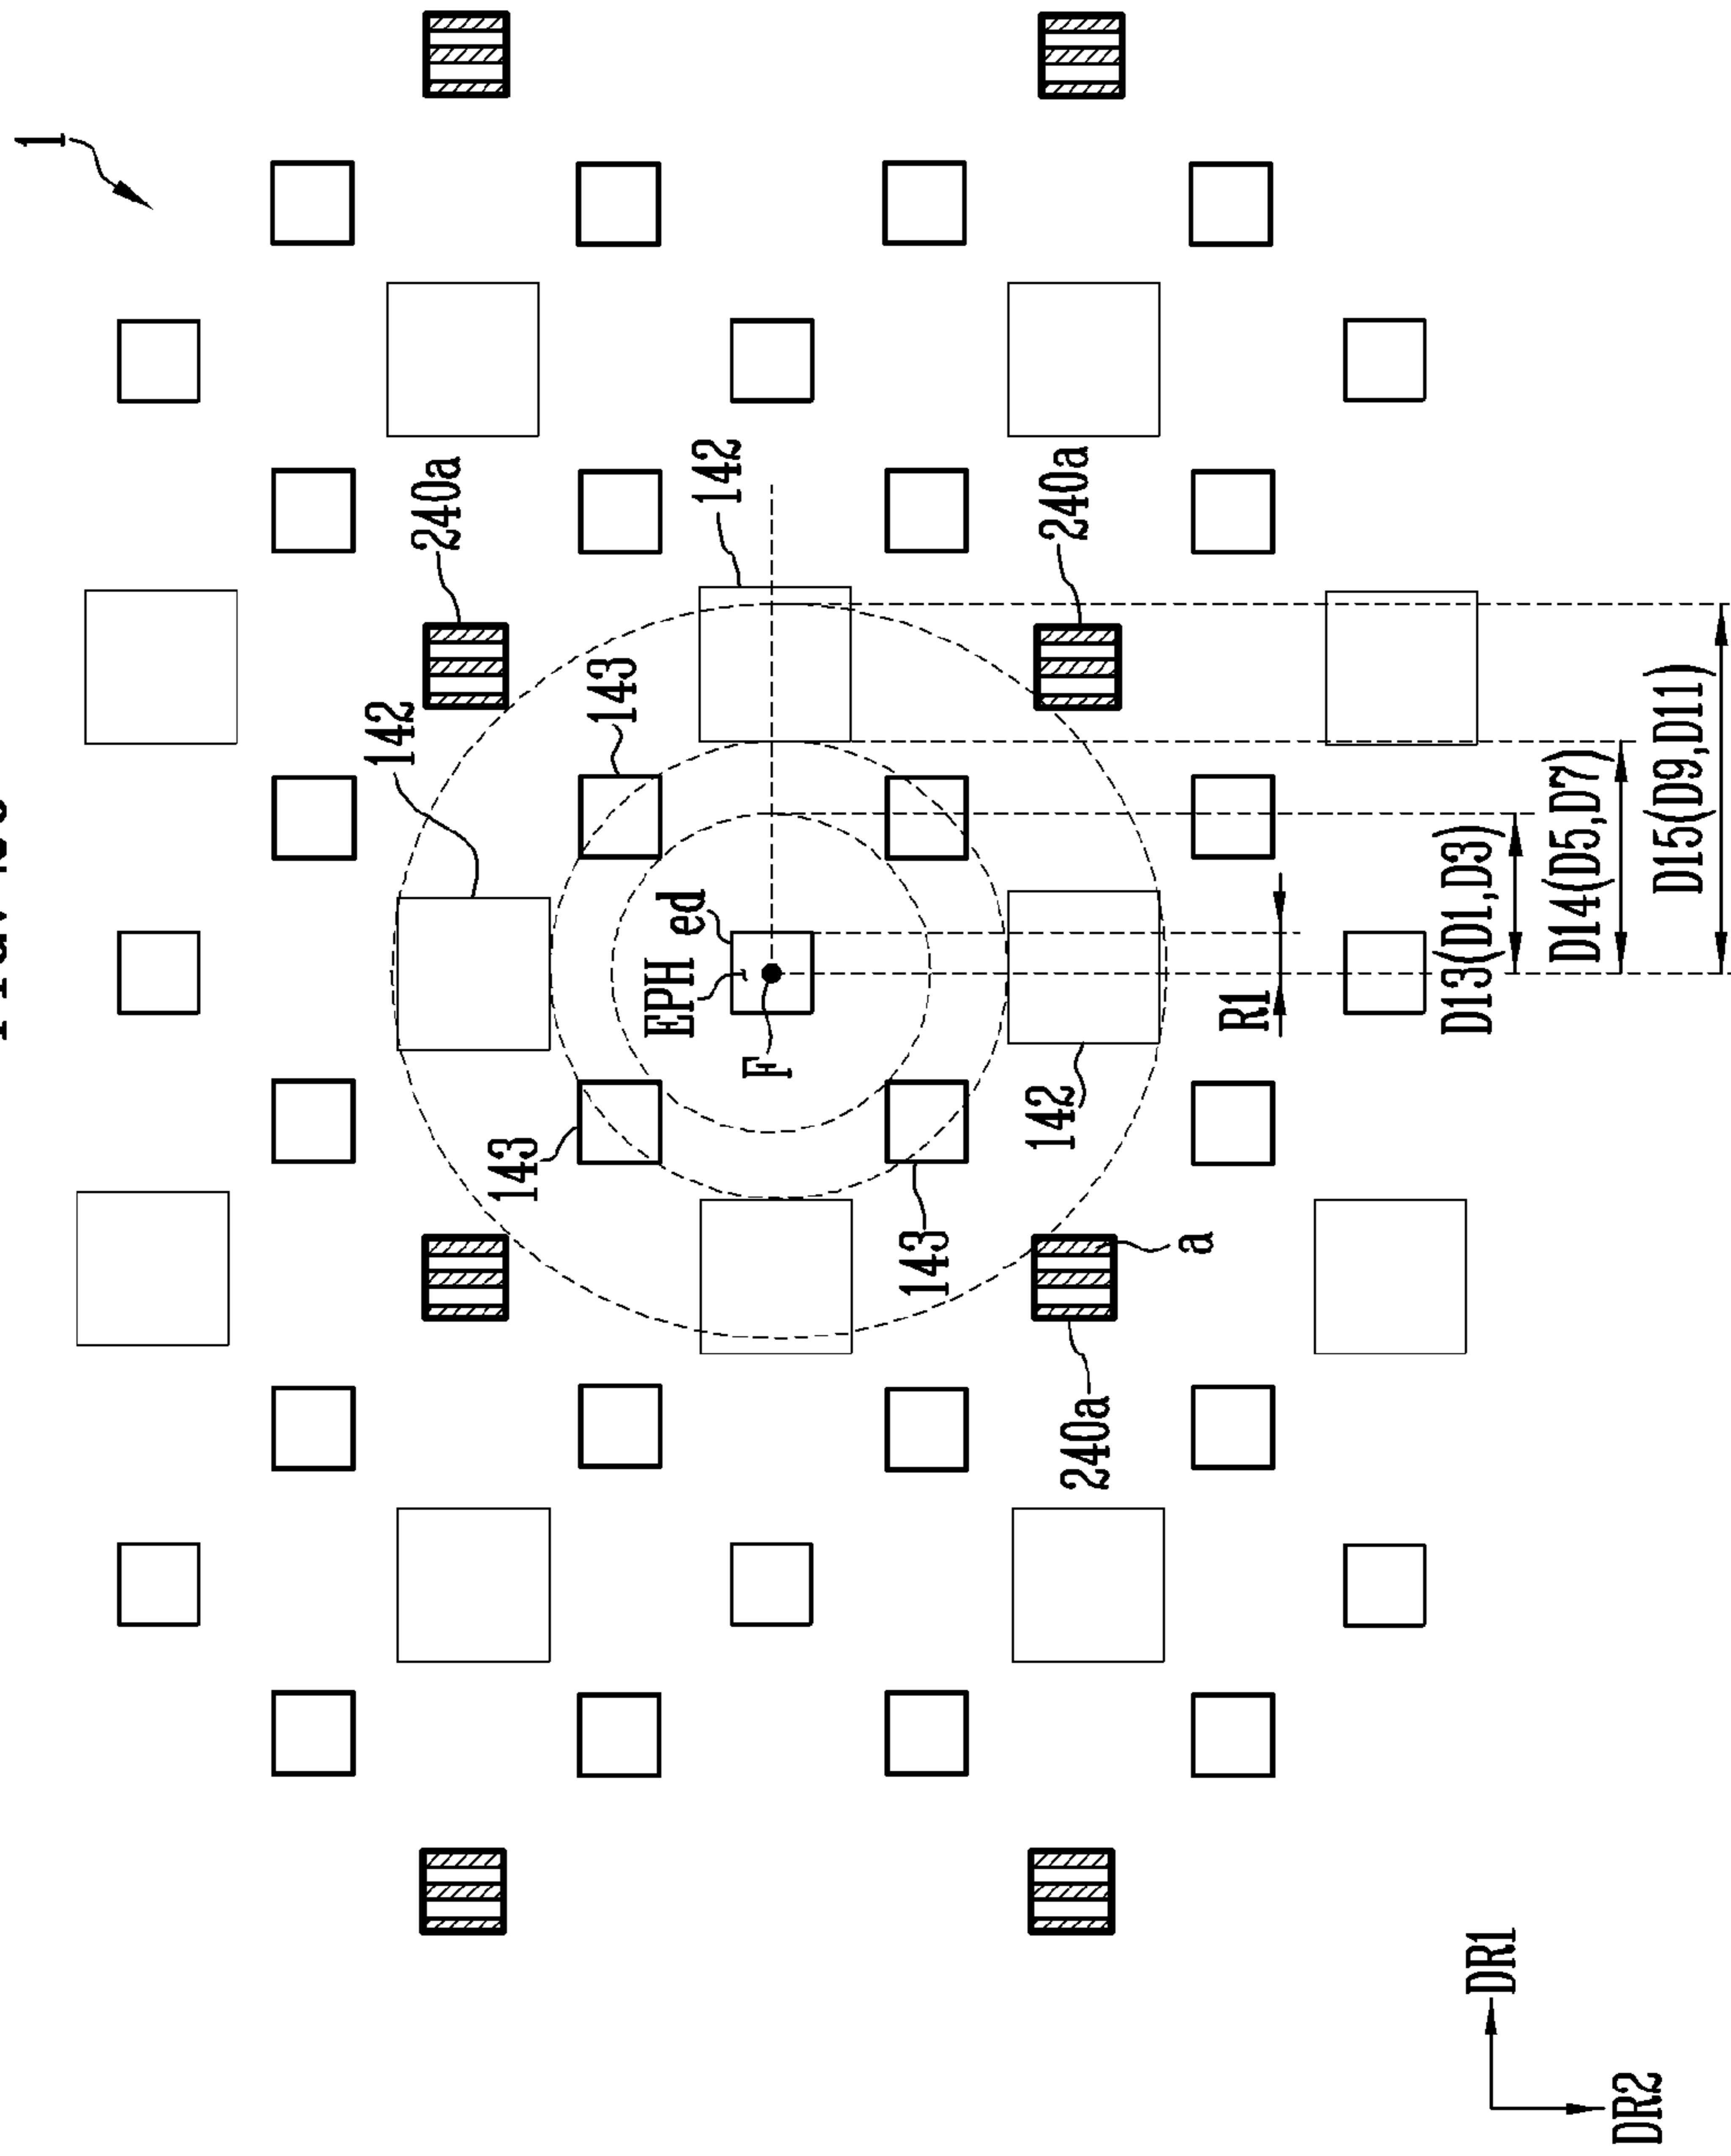 1
240a
142
240a
142
143
EPH
ed
F
R1
143
142
143
a
240a
D13(D1,D3)
D14(D5,D7)
D15(D9,D11)
DR1
DR2